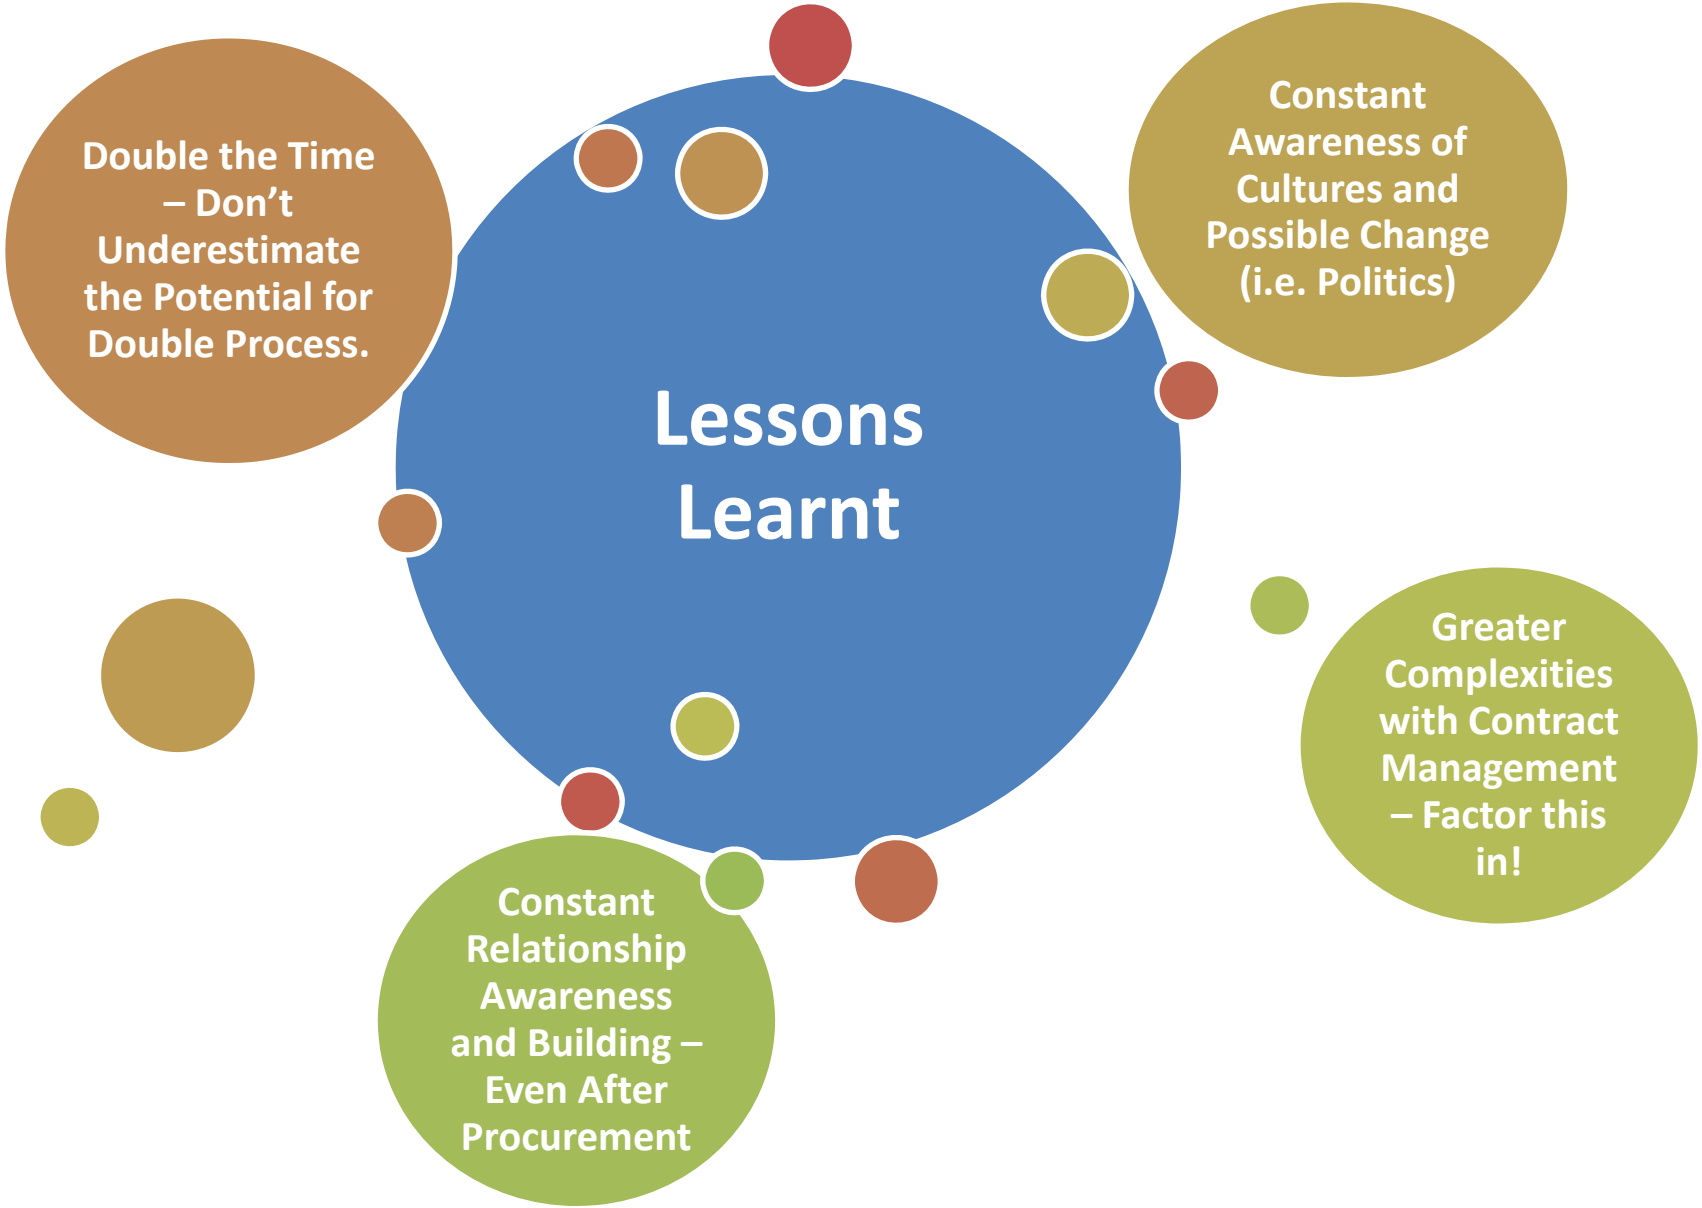 Double the Time
– Don’t
Underestimate
the Potential for
Double Process.
Constant
Awareness of
Cultures and
Possible Change
(i.e. Politics)
Lessons
Learnt
Greater
Complexities
with Contract
Management
– Factor this
in!
Constant
Relationship
Awareness
and Building –
Even After
Procurement